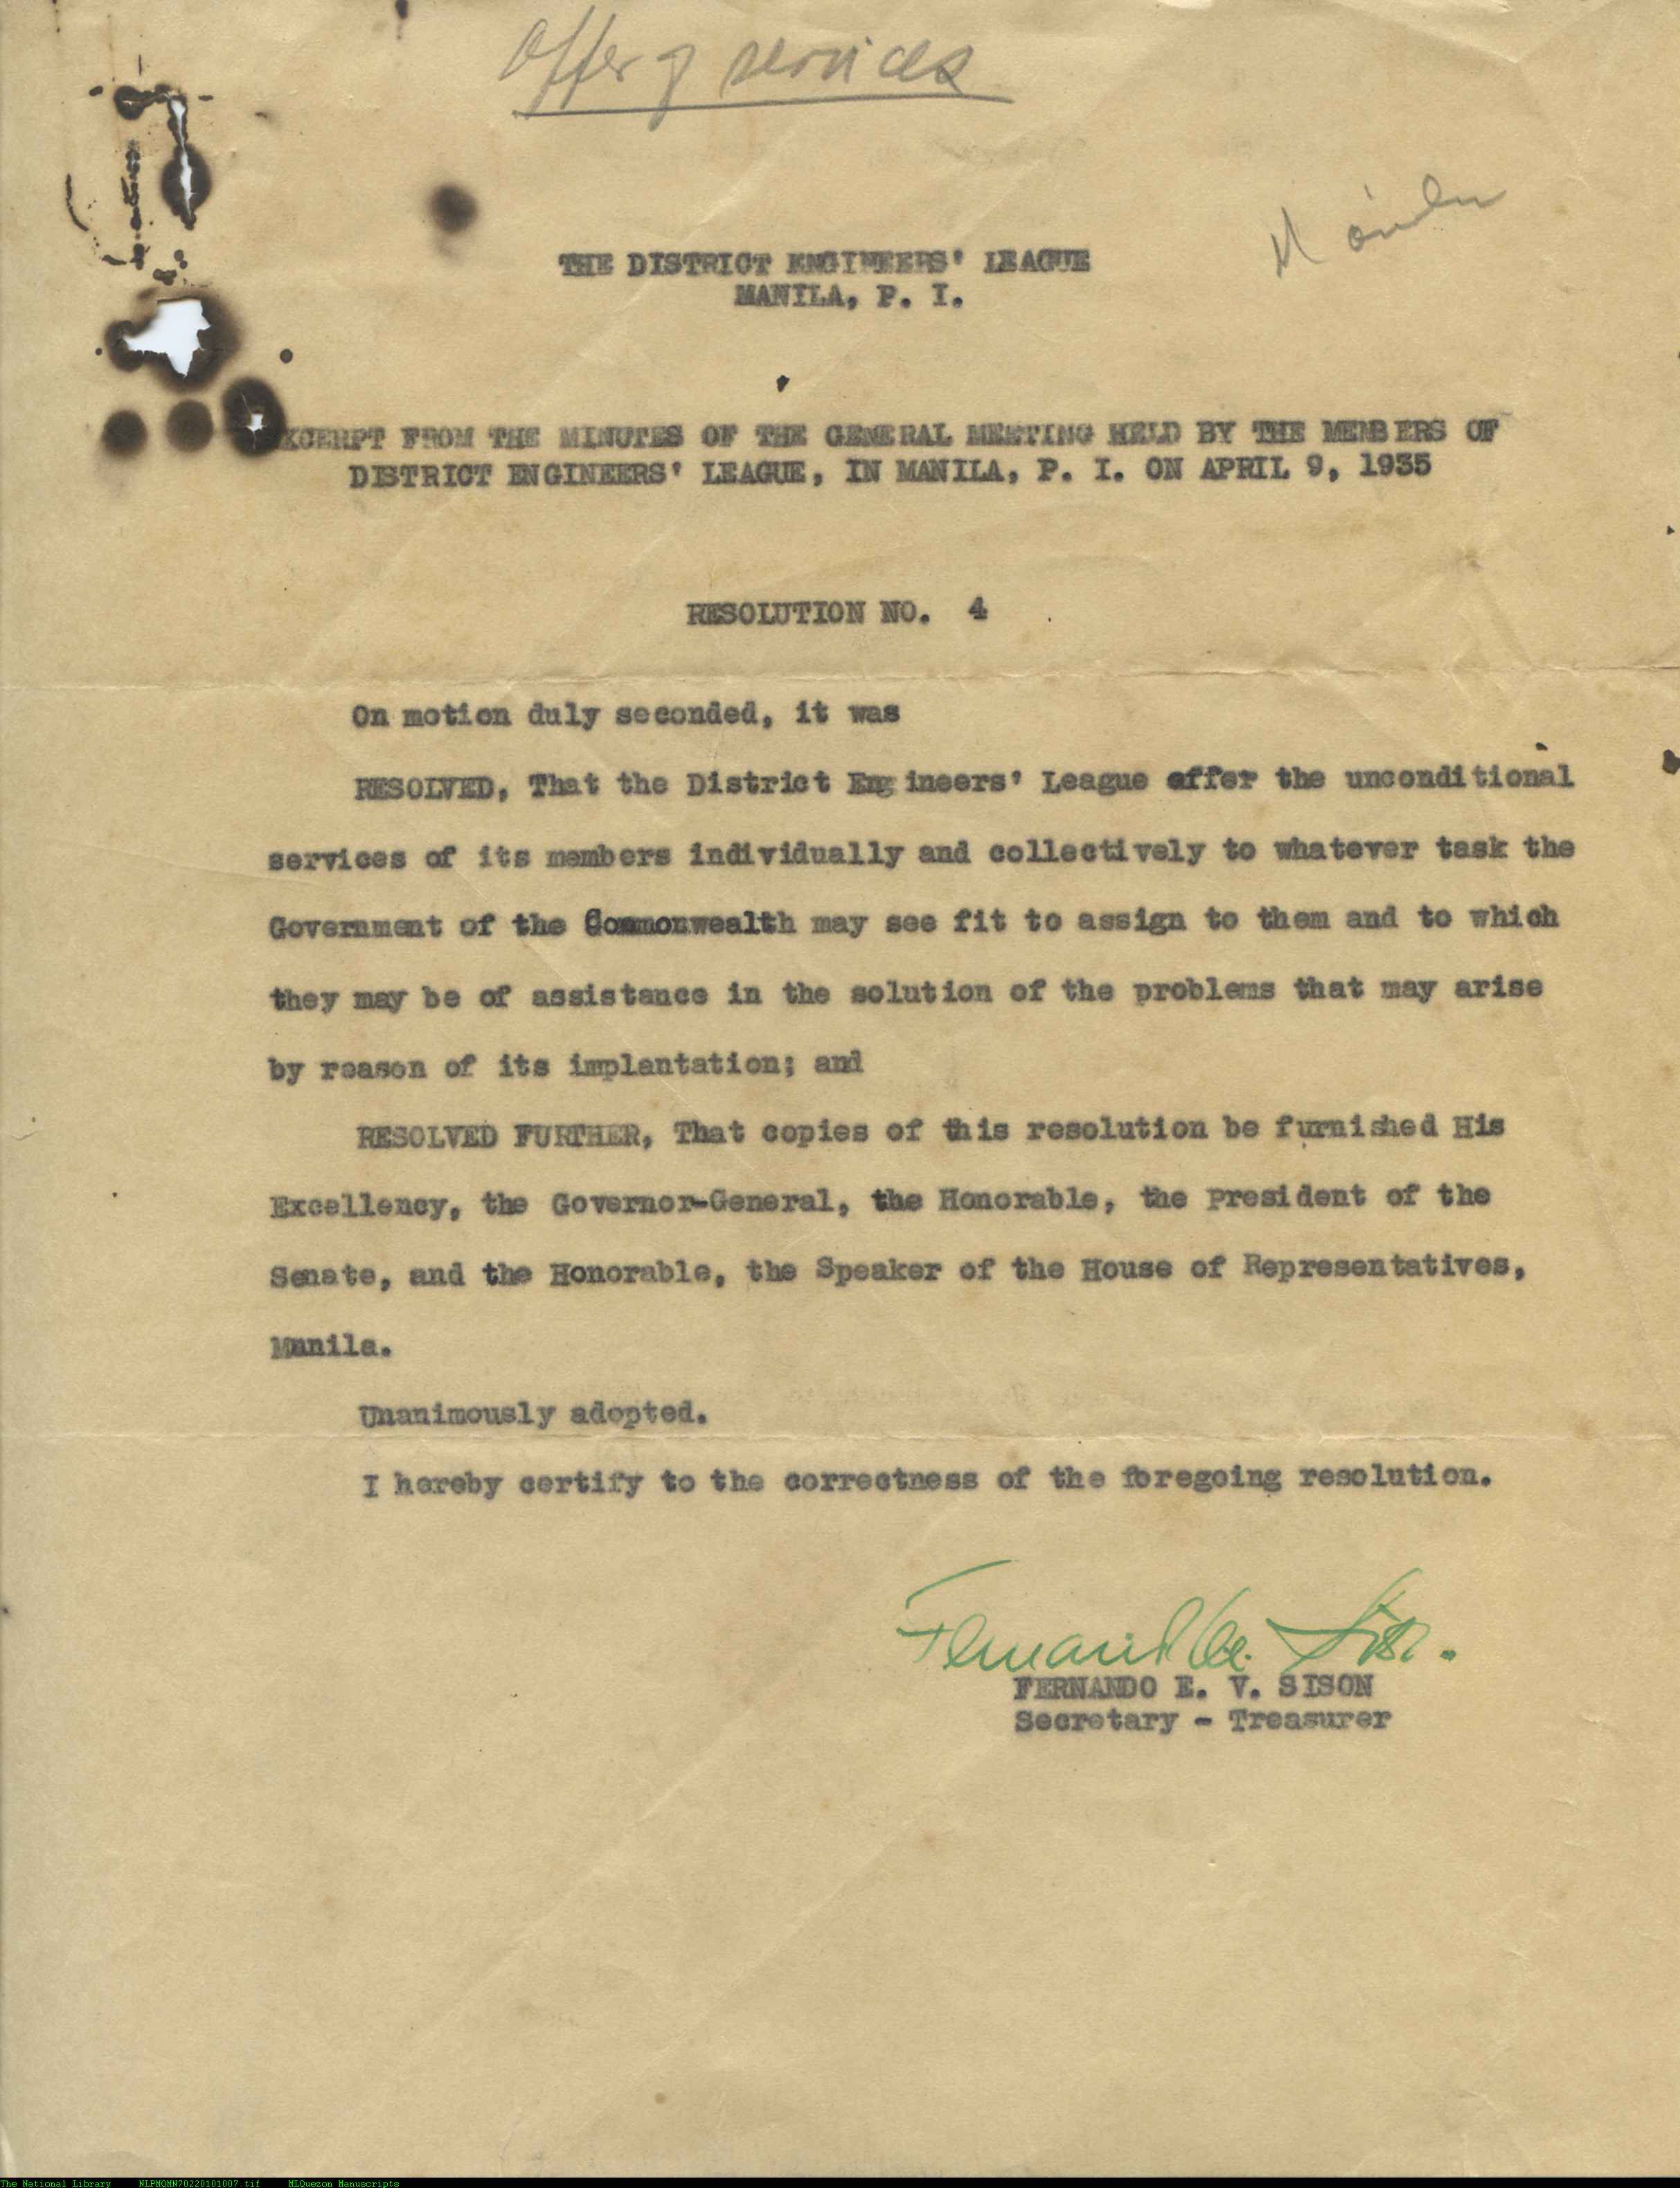 Offer of services
THE DISTRICT ENGINEERS' LEAGUE
MANILA, P. I.
EXCERPT FROM THE MINUTES OF THE GENERAL MEETING HELD BY THE MEMBERS OF
DISTRICT ENGINEERS' LEAGUE, IN MANILA, P. I. ON APRIL 9, 1935
RESOLUTION NO. 4
On motion duly seconded, it was
RESOLVED, That the District Engineers' League offer the unconditional
services of its members individually and collectively to whatever task the
Government of the Commonwealth may see fit to assign to them and to which
they may be of assistance in the solution of the problems that may arise
by reason of its implantation; and
RESOLVED FURTHER, That copies of this resolution be furnished His
Excellency, the Governor-General, the Honorable, the President of the
Senate, and the Honorable, the Speaker of the House of Representatives,
Manila.
Unanimously adopted.
I hereby certify to the correctness of the foregoing resolution.
FERNANDO E. V. SISON
Secretary - Treasurer
The National Library NLPMQMN70220101007.tif MLQuezon Manuscripts